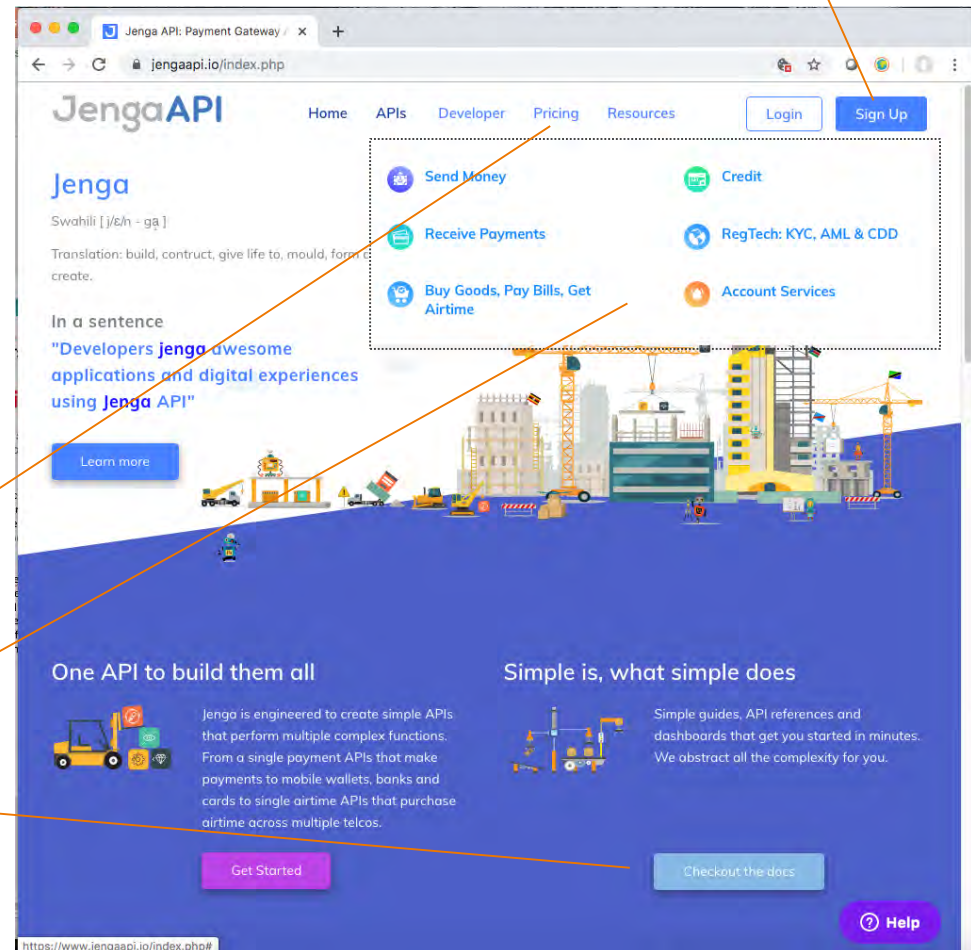 Jenga API: Payment Gateway /
jengaapi.io/index.php
JengaAPI
Home APIs Developer Pricing Resources Login Sign Up
Jenga
Swahili [ j/ɛ/n - ga̱ ]
Translation: build, contruct, give life to, mould, form
create.
In a sentence
"Developers jenga awesome
applications and digital experiences
using Jenga API"
Learn more
Send Money
Credit
Receive Payments
RegTech: KYC, AML & CDD
Buy Goods, Pay Bills, Get
Airtime
Account Services
One API to build them all
Jenga is engineered to create simple APIs
that perform multiple complex functions.
From a single payment APIs that make
payments to mobile wallets, banks and
cards to single airtime APIs that purchase
airtime across multiple telcos.
Get Started
Simple is, what simple does
Simple guides, API references and
dashboards that get you started in minutes.
We abstract all the complexity for you.
Checkout the docs
Help
https://www.jengaapi.io/index.php#